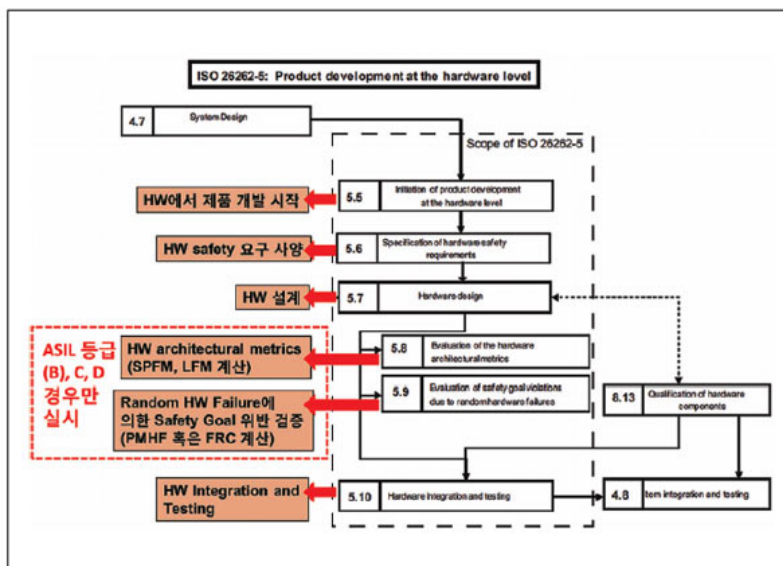 ISO 26262-5: Product development at the hardware level
4.7 System Design
Scope of ISO 26262-5
HW에서 제품 개발 시작
5.5 Initiation of product development
at the hardware level
HW safety 요구 사양
5.6 Specification of hardware safety
requirements
HW 설계
5.7 Hardware design
ASIL 등급
(B), C, D
경우만
실시
HW architectural metrics
(SPFM, LFM 계산)
5.8 Evaluation of the hardware
architectural metrics
Random HW Failure에
의한 Safety Goal 위반 검증
(PMHF 혹은 FRC 계산)
5.9 Evaluation of safety goal violations
due to random hardware failures
8.13 Qualification of hardware
components
HW Integration and
Testing
5.10 Hardware integration and testing
4.8 Item integration and testing